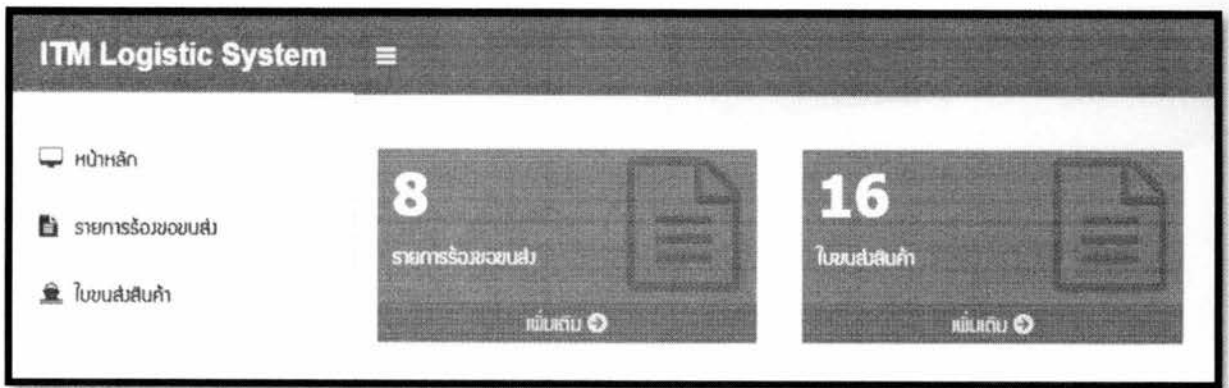 ITM Logistic System
หน้าหลัก
รายการร้องขอขนส่ง
ใบขนส่งสินค้า
8
รายการร้องขอขนส่ง
เพิ่มเติม
16
ใบขนส่งสินค้า
เพิ่มเติม